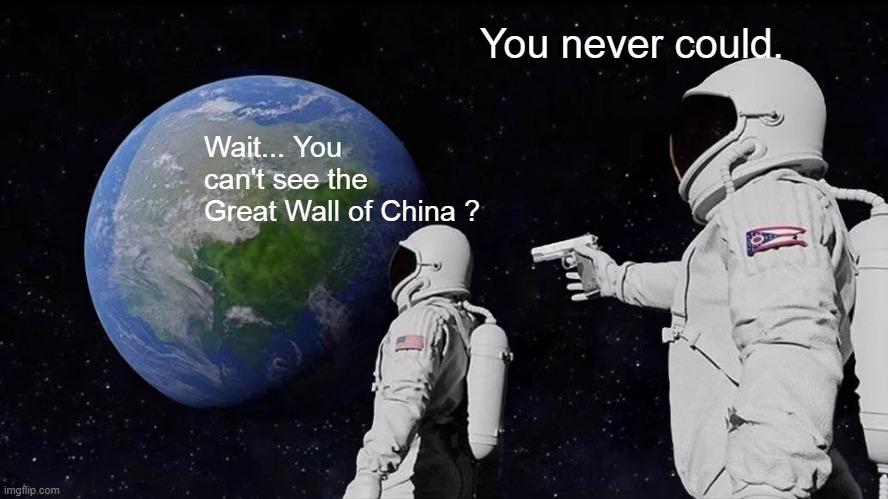 You never could.
Wait... You
can't see the
Great Wall of China ?
imgflip.com